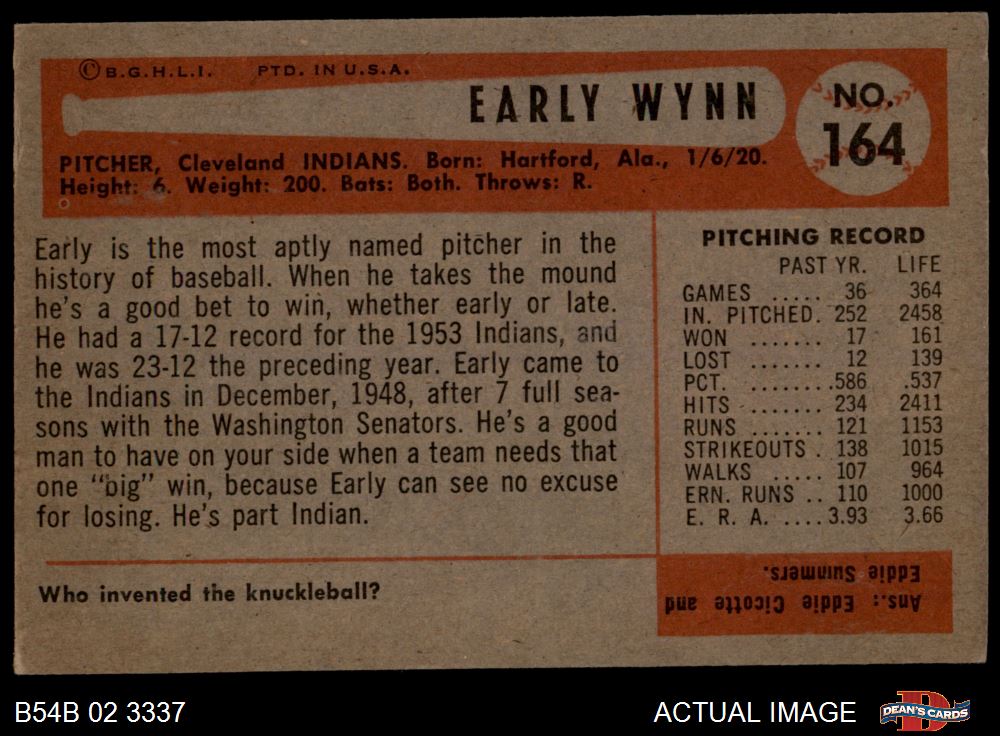 © B.G.H.L.I. PTD. IN U.S.A.
EARLY WYNN
NO.
164
PITCHER, Cleveland INDIANS. Born: Hartford, Ala., 1/6/20.
Height: 6. Weight: 200. Bats: Both. Throws: R.
Early is the most aptly named pitcher in the
history of baseball. When he takes the mound
he's a good bet to win, whether early or late.
He had a 17-12 record for the 1953 Indians, and
he was 23-12 the preceding year. Early came to
the Indians in December, 1948, after 7 full sea-
sons with the Washington Senators. He's a good
man to have on your side when a team needs that
one "big" win, because Early can see no excuse
for losing. He's part Indian.
PITCHING RECORD
PAST YR. LIFE
GAMES ..... 36 364
IN. PITCHED. 252 2458
WON ....... 17 161
LOST ....... 12 139
PCT. ........ .586 .537
HITS ....... 234 2411
RUNS ....... 121 1153
STRIKEOUTS . 138 1015
WALKS ..... 107 964
ERN. RUNS .. 110 1000
E. R. A. .... 3.93 3.66
Who invented the knuckleball?
Ans.: Eddie Cicotte and
Eddie Summers.
B54B 02 3337
ACTUAL IMAGE
D
DEAN'S CARDS